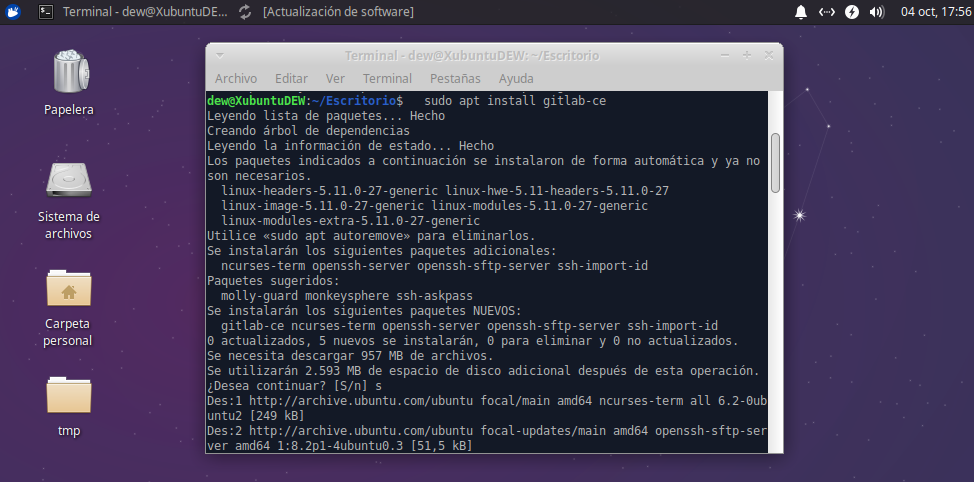 Terminal - dew@XubuntuDE...
[Actualización de software]
04 oct, 17:56
Papelera
Sistema de
archivos
Carpeta
personal
tmp
Terminal - dew@XubuntuDEW: ~/Escritorio
Archivo Editar Ver Terminal Pestañas Ayuda
dew@XubuntuDEW:~/Escritorio$ sudo apt install gitlab-ce
Leyendo lista de paquetes... Hecho
Creando árbol de dependencias
Leyendo la información de estado... Hecho
Los paquetes indicados a continuación se instalaron de forma automática y ya no
son necesarios.
linux-headers-5.11.0-27-generic linux-hwe-5.11-headers-5.11.0-27
linux-image-5.11.0-27-generic linux-modules-5.11.0-27-generic
linux-modules-extra-5.11.0-27-generic
Utilice «sudo apt autoremove» para eliminarlos.
Se instalarán los siguientes paquetes adicionales:
ncurses-term openssh-server openssh-sftp-server ssh-import-id
Paquetes sugeridos:
molly-guard monkeysphere ssh-askpass
Se instalarán los siguientes paquetes NUEVOS:
gitlab-ce ncurses-term openssh-server openssh-sftp-server ssh-import-id
0 actualizados, 5 nuevos se instalarán, 0 para eliminar y 0 no actualizados.
Se necesita descargar 957 MB de archivos.
Se utilizarán 2.593 MB de espacio de disco adicional después de esta operación.
¿Desea continuar? [S/n] s
Des:1 http://archive.ubuntu.com/ubuntu focal/main amd64 ncurses-term all 6.2-0ub
untu2 [249 kB]
Des:2 http://archive.ubuntu.com/ubuntu focal-updates/main amd64 openssh-sftp-ser
ver amd64 1:8.2p1-4ubuntu0.3 [51,5 kB]